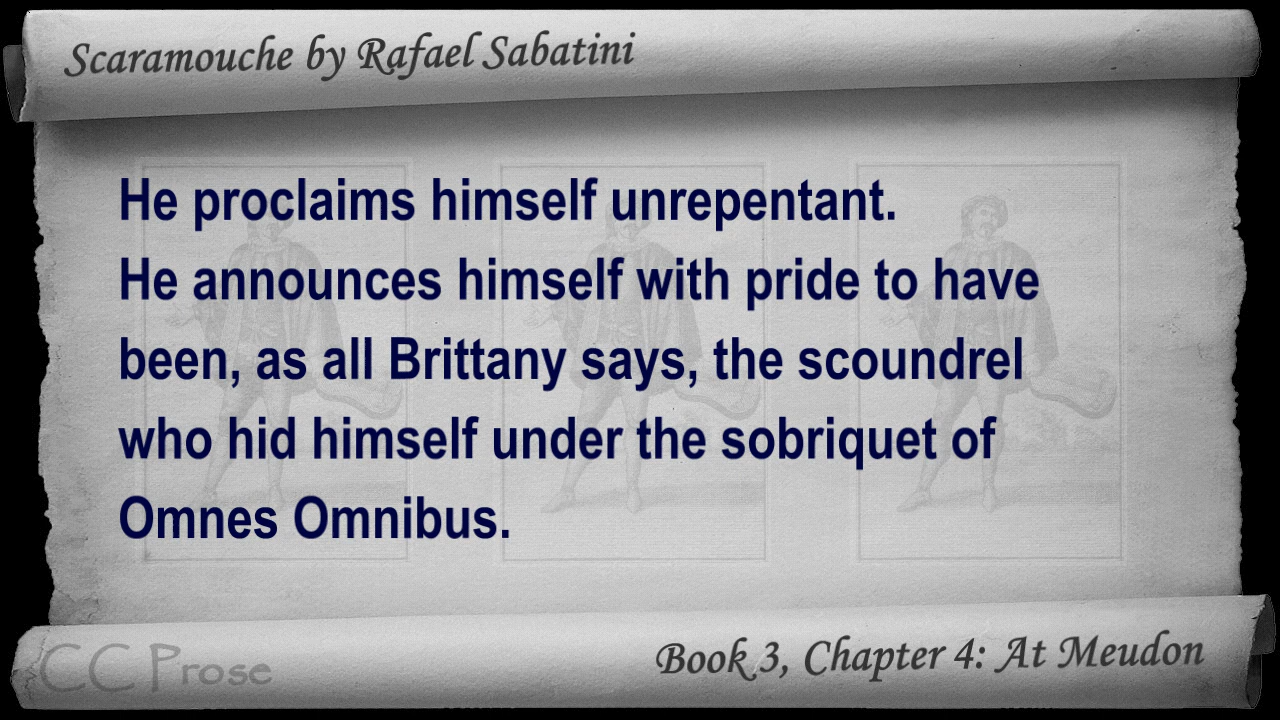 Scaramouche by Rafael Sabatini
He proclaims himself unrepentant.
He announces himself with pride to have
been, as all Brittany says, the scoundrel
who hid himself under the sobriquet of
Omnes Omnibus.
CC Prose
Book 3, Chapter 4: At Meudon